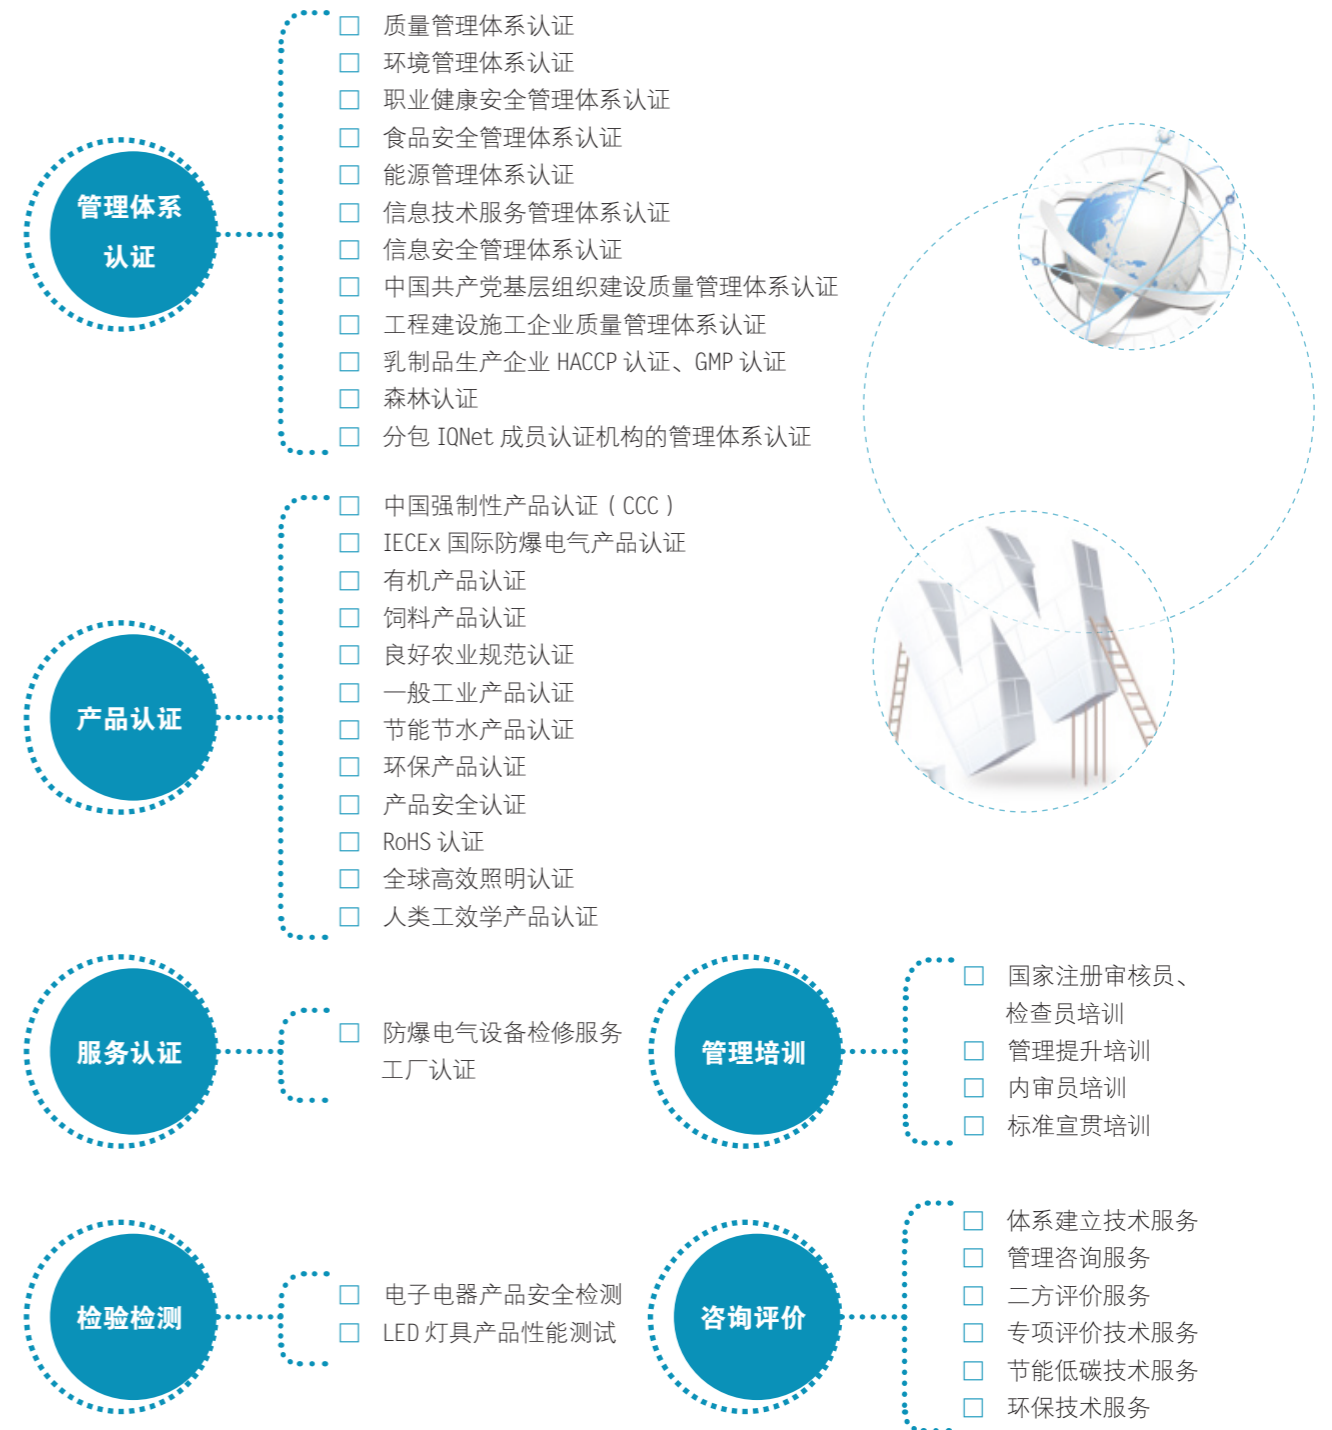 管理体系
认证
质量管理体系认证
环境管理体系认证
职业健康安全管理体系认证
食品安全管理体系认证
能源管理体系认证
信息技术服务管理体系认证
信息安全管理体系认证
中国共产党基层组织建设质量管理体系认证
工程建设施工企业质量管理体系认证
乳制品生产企业 HACCP 认证、GMP 认证
森林认证
分包 IQNet 成员认证机构的管理体系认证
产品认证
中国强制性产品认证（CCC）
IECEx 国际防爆电气产品认证
有机产品认证
饲料产品认证
良好农业规范认证
一般工业产品认证
节能节水产品认证
环保产品认证
产品安全认证
RoHS 认证
全球高效照明认证
人类工效学产品认证
服务认证
防爆电气设备检修服务
工厂认证
管理培训
国家注册审核员、
检查员培训
管理提升培训
内审员培训
标准宣贯培训
检验检测
电子电器产品安全检测
LED 灯具产品性能测试
咨询评价
体系建立技术服务
管理咨询服务
二方评价服务
专项评价技术服务
节能低碳技术服务
环保技术服务